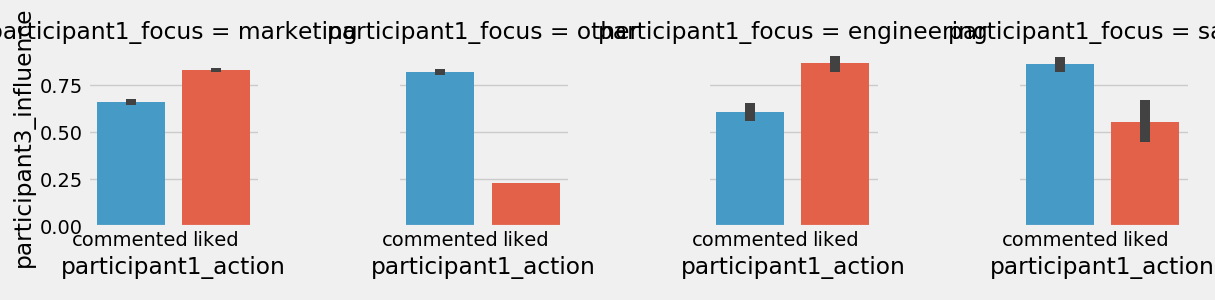 participant1_focus = marketing
participant1_focus = other
participant1_focus = engineering
participant1_focus = sa
participant3_influence
0.75
0.50
0.25
0.00
commented liked
commented liked
commented liked
commented liked
participant1_action
participant1_action
participant1_action
participant1_action